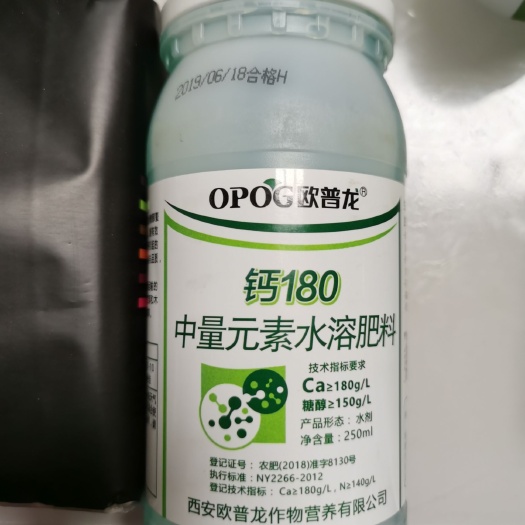 2019/06/18合格H
OPOG欧普龙®
钙180
中量元素水溶肥料
技术指标要求
Ca≥180g/L
糖醇≥150g/L
产品形态：水剂
净含量：250ml
登记证号：农肥(2018)准字8130号
执行标准：NY2266-2012
登记技术指标：Ca≥180g/L，N≥140g/L
西安欧普龙作物营养有限公司